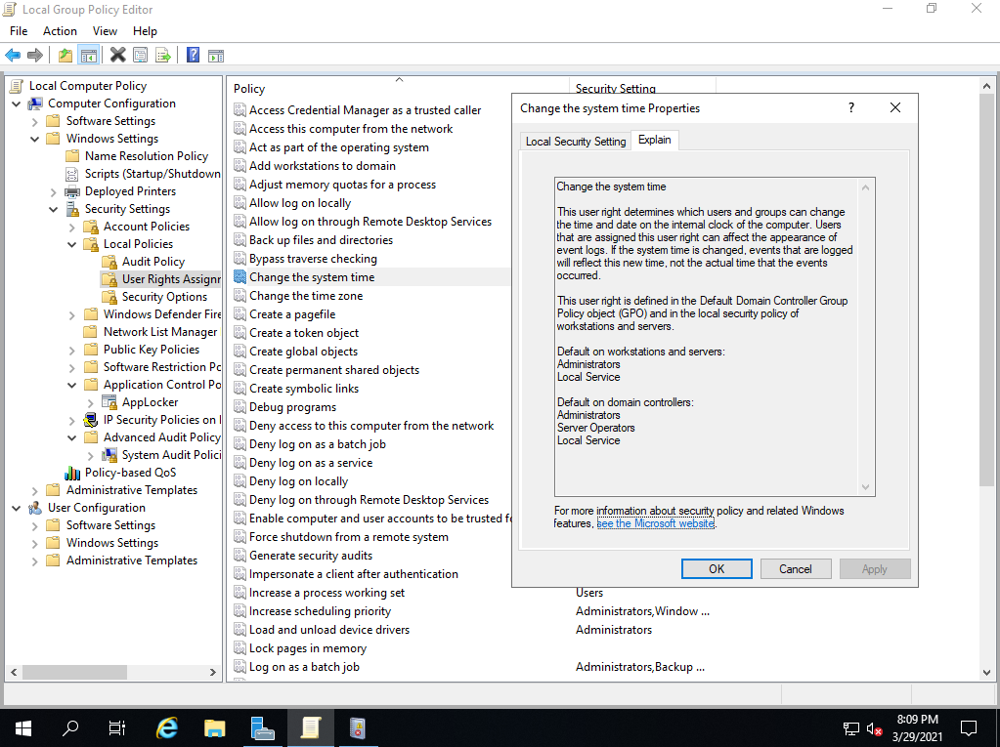 Local Group Policy Editor
File Action View Help
Local Computer Policy
Computer Configuration
Software Settings
Windows Settings
Name Resolution Policy
Scripts (Startup/Shutdown
Deployed Printers
Security Settings
Account Policies
Local Policies
Audit Policy
User Rights Assignr
Security Options
Windows Defender Fire
Network List Manager
Public Key Policies
Software Restriction Po
Application Control Po
AppLocker
IP Security Policies on
Advanced Audit Policy
System Audit Polici
Policy-based QoS
Administrative Templates
User Configuration
Software Settings
Windows Settings
Administrative Templates
Policy Security Setting
Access Credential Manager as a trusted caller
Access this computer from the network
Act as part of the operating system
Add workstations to domain
Adjust memory quotas for a process
Allow log on locally
Allow log on through Remote Desktop Services
Back up files and directories
Bypass traverse checking
Change the system time
Change the time zone
Create a pagefile
Create a token object
Create global objects
Create permanent shared objects
Create symbolic links
Debug programs
Deny access to this computer from the network
Deny log on as a batch job
Deny log on as a service
Deny log on locally
Deny log on through Remote Desktop Services
Enable computer and user accounts to be trusted fo
Force shutdown from a remote system
Generate security audits
Impersonate a client after authentication
Increase a process working set Users
Increase scheduling priority Administrators,Window ...
Load and unload device drivers Administrators
Lock pages in memory
Log on as a batch job Administrators,Backup ...
Change the system time Properties
Local Security Setting Explain
Change the system time
This user right determines which users and groups can change
the time and date on the internal clock of the computer. Users
that are assigned this user right can affect the appearance of
event logs. If the system time is changed, events that are logged
will reflect this new time, not the actual time that the events
occurred.
This user right is defined in the Default Domain Controller Group
Policy object (GPO) and in the local security policy of
workstations and servers.
Default on workstations and servers:
Administrators
Local Service
Default on domain controllers:
Administrators
Server Operators
Local Service
For more information about security policy and related Windows
features, see the Microsoft website.
OK Cancel Apply
8:09 PM
3/29/2021